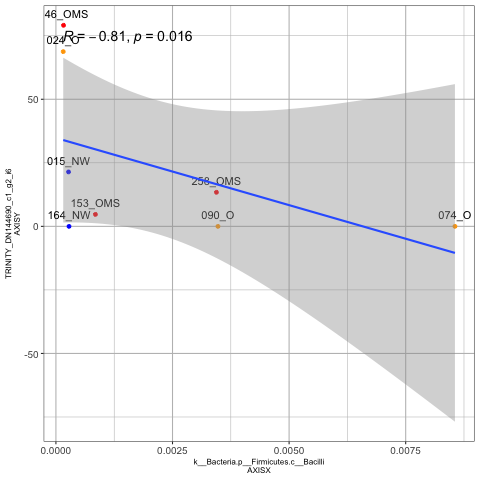 46_OMS
024_O
R = −0.81, p = 0.016
50
015_NW
258_OMS
153_OMS
164_NW
090_O
074_O
0
-50
TRINITY_DN144690_c1_g2_i6
AXISY
0.0000
0.0025
0.0050
0.0075
k__Bacteria.p__Firmicutes.c__Bacilli
AXISX